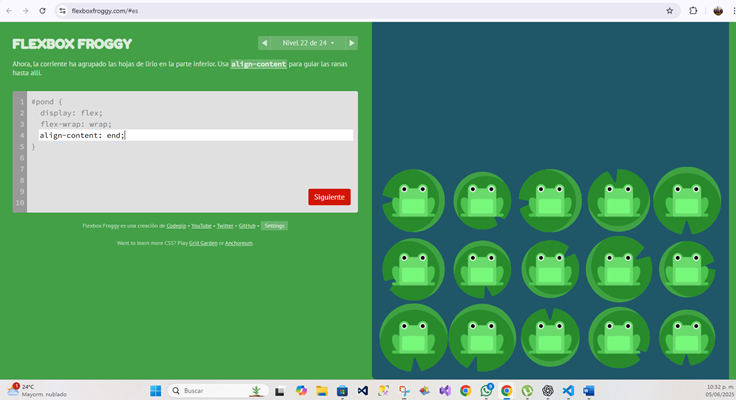 flexboxfroggy.com/#es
FLEXBOX FROGGY
Nivel 22 de 24
Ahora, la corriente ha agrupado las hojas de lirio en la parte inferior. Usa align-content para guiar las ranas
hasta allí.
1 #pond {
2 display: flex;
3 flex-wrap: wrap;
4 align-content: end;
5 }
6
7
8
9
10
Siguiente
Flexbox Froggy es una creación de Codepip • YouTube • Twitter • GitHub • Settings
Want to learn more CSS? Play Grid Garden or Anchoreum.
24°C
Mayorm. nublado
Buscar
10:32 p. m.
05/06/2025